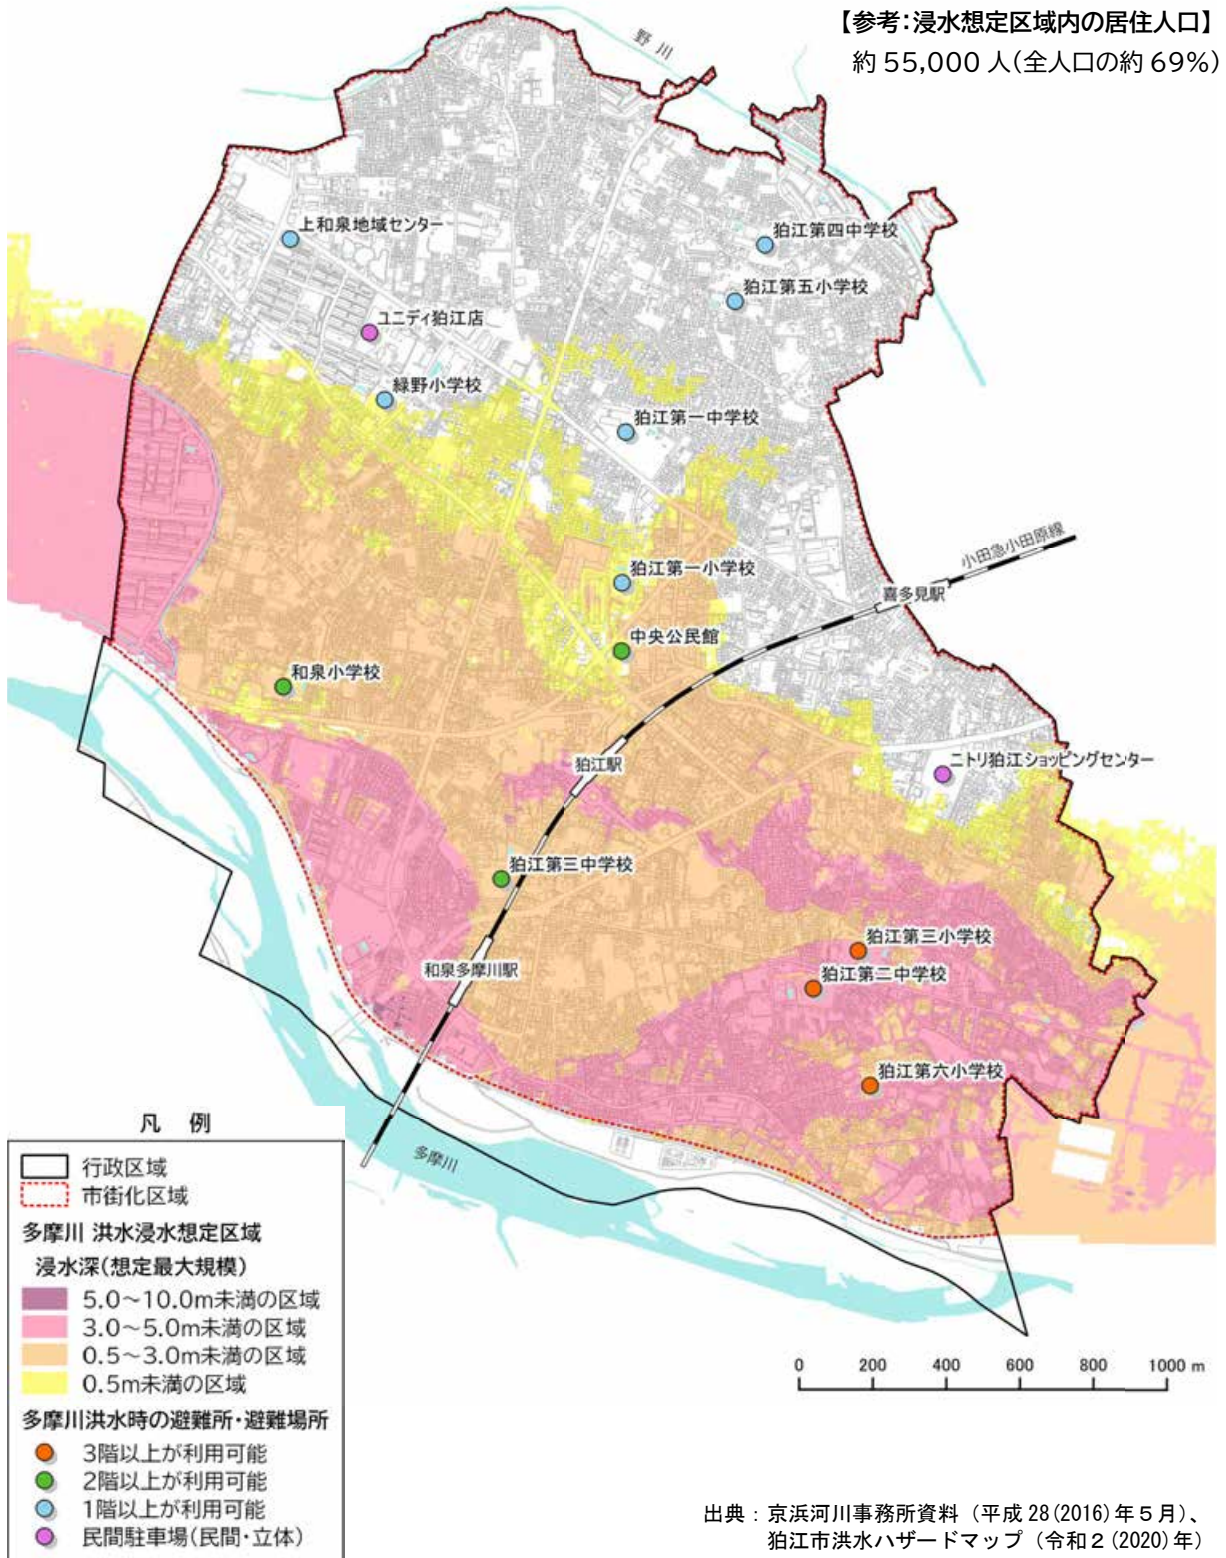 【参考:浸水想定区域内の居住人口】
約 55,000 人(全人口の約 69%)
野川
上和泉地域センター
狛江第四中学校
狛江第五小学校
ユニディ狛江店
緑野小学校
狛江第一中学校
小田急小田原線
狛江第一小学校
喜多見駅
中央公民館
和泉小学校
狛江駅
ニトリ狛江ショッピングセンター
狛江第三中学校
狛江第三小学校
和泉多摩川駅
狛江第二中学校
狛江第六小学校
多摩川
凡 例
行政区域
市街化区域
多摩川 洪水浸水想定区域
浸水深(想定最大規模)
5.0～10.0m未満の区域
3.0～5.0m未満の区域
0.5～3.0m未満の区域
0.5m未満の区域
多摩川洪水時の避難所・避難場所
3階以上が利用可能
2階以上が利用可能
1階以上が利用可能
民間駐車場(民間・立体)
0 200 400 600 800 1000 m
出典：京浜河川事務所資料（平成 28(2016)年５月)、
狛江市洪水ハザードマップ（令和２(2020)年）